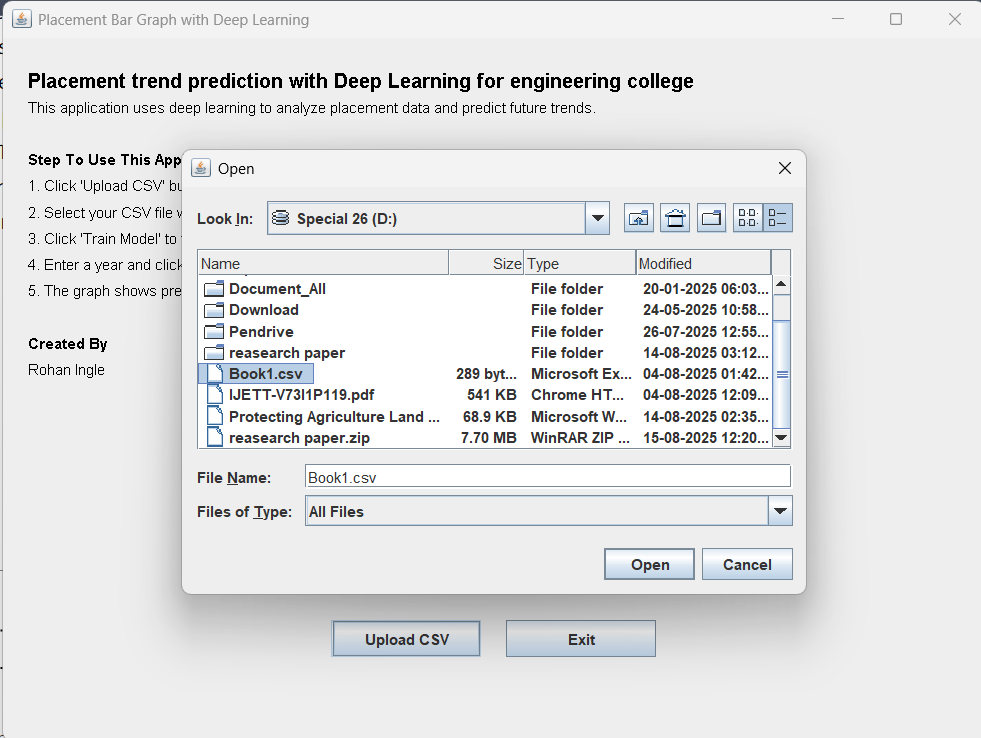 Placement Bar Graph with Deep Learning
Placement trend prediction with Deep Learning for engineering college
This application uses deep learning to analyze placement data and predict future trends.
Step To Use This App
1. Click 'Upload CSV' bu
2. Select your CSV file
3. Click 'Train Model' to
4. Enter a year and click
5. The graph shows pre
Created By
Rohan Ingle
Open
Look In: Special 26 (D:)
Name Size Type Modified
Document_All File folder 20-01-2025 06:03...
Download File folder 24-05-2025 10:58...
Pendrive File folder 26-07-2025 12:55...
reasearch paper File folder 14-08-2025 03:12...
Book1.csv 289 byt... Microsoft Ex... 04-08-2025 01:42...
IJETT-V73I1P119.pdf 541 KB Chrome HT... 04-08-2025 12:09...
Protecting Agriculture Land ... 68.9 KB Microsoft W... 14-08-2025 02:35...
reasearch paper.zip 7.70 MB WinRAR ZIP ... 15-08-2025 12:20...
File Name: Book1.csv
Files of Type: All Files
Open Cancel
Upload CSV Exit